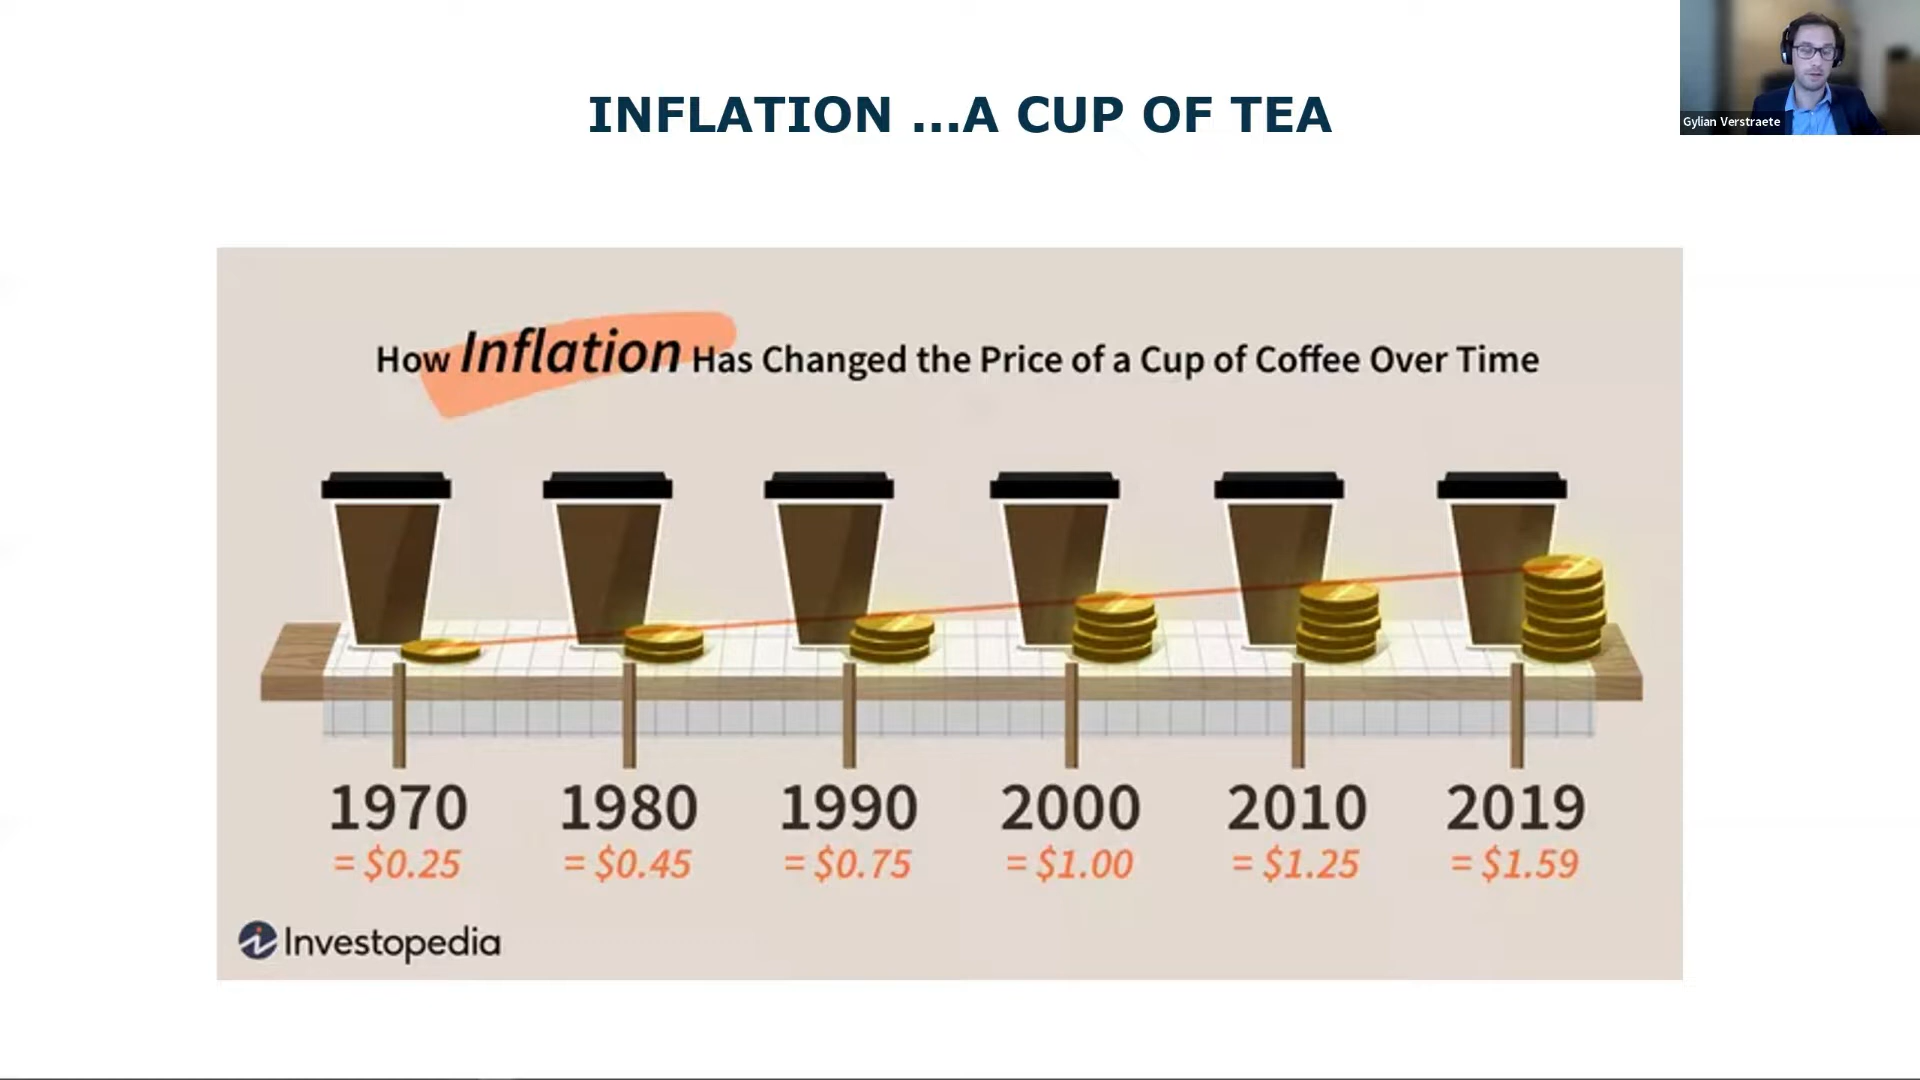 INFLATION ...A CUP OF TEA
Gylian Verstraete
How Inflation Has Changed the Price of a Cup of Coffee Over Time
1970 1980 1990 2000 2010 2019
= $0.25 = $0.45 = $0.75 = $1.00 = $1.25 = $1.59
Investopedia